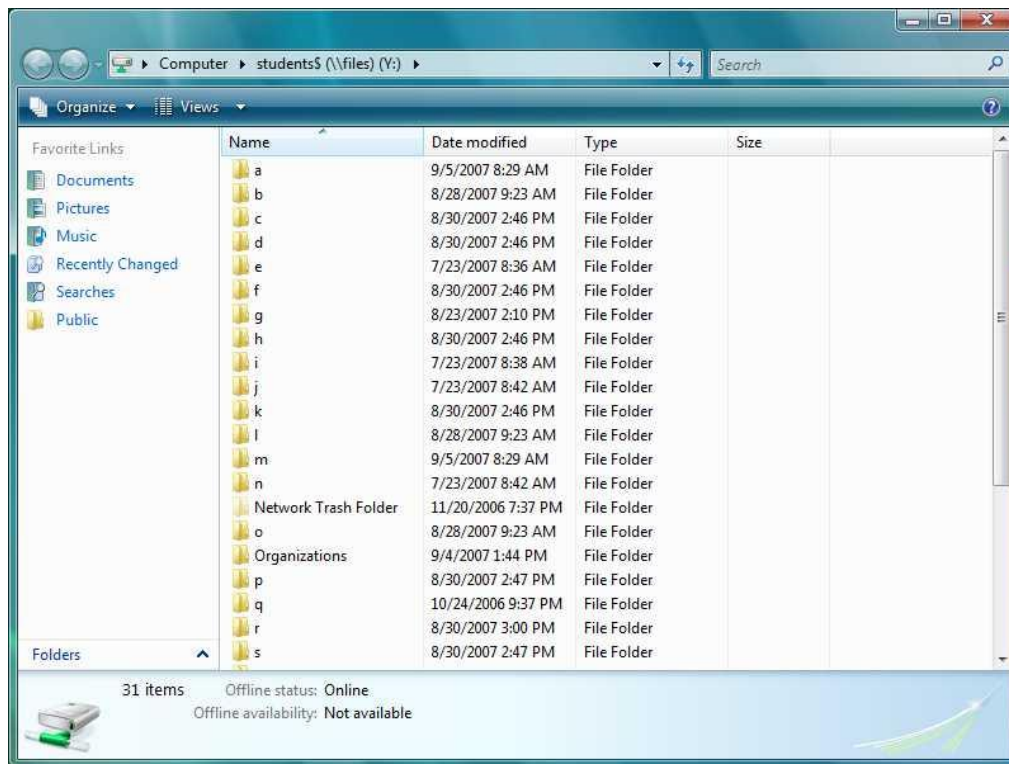 Computer students$ (\\files) (Y:) Search
Organize Views
Favorite Links
Documents
Pictures
Music
Recently Changed
Searches
Public
Folders
Name Date modified Type Size
a 9/5/2007 8:29 AM File Folder
b 8/28/2007 9:23 AM File Folder
c 8/30/2007 2:46 PM File Folder
d 8/30/2007 2:46 PM File Folder
e 7/23/2007 8:36 AM File Folder
f 8/30/2007 2:46 PM File Folder
g 8/23/2007 2:10 PM File Folder
h 8/30/2007 2:46 PM File Folder
i 7/23/2007 8:38 AM File Folder
j 7/23/2007 8:42 AM File Folder
k 8/30/2007 2:46 PM File Folder
l 8/28/2007 9:23 AM File Folder
m 9/5/2007 8:29 AM File Folder
n 7/23/2007 8:42 AM File Folder
Network Trash Folder 11/20/2006 7:37 PM File Folder
o 8/28/2007 9:23 AM File Folder
Organizations 9/4/2007 1:44 PM File Folder
p 8/30/2007 2:47 PM File Folder
q 10/24/2006 9:37 PM File Folder
r 8/30/2007 3:00 PM File Folder
s 8/30/2007 2:47 PM File Folder
31 items Offline status: Online
Offline availability: Not available